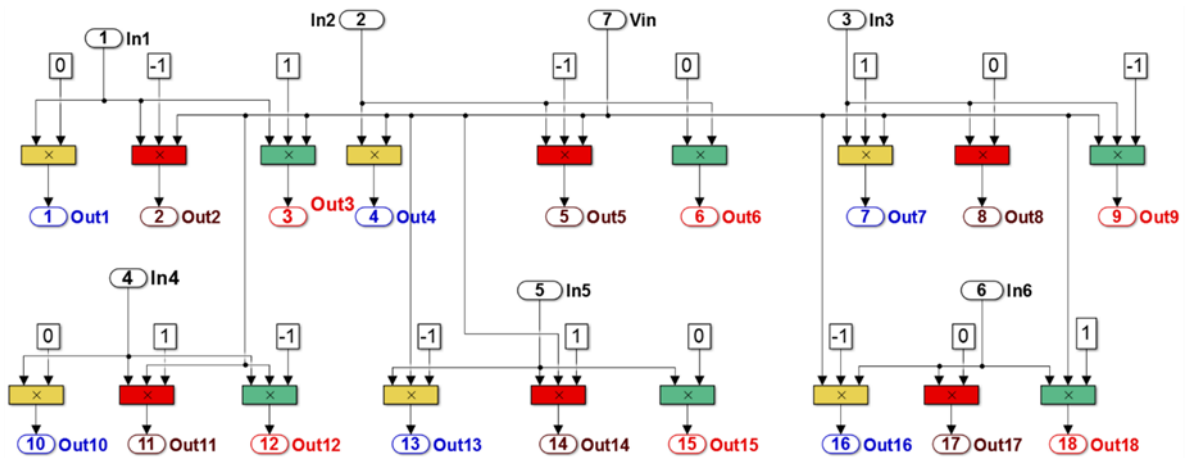 1 In1
In2 2
7 Vin
3 In3
0 -1 1 -1 0 1 0 -1
× × × × × × × × ×
1 Out1 2 Out2 3 Out3 4 Out4 5 Out5 6 Out6 7 Out7 8 Out8 9 Out9
4 In4
5 In5
6 In6
0 1 -1 -1 1 0 -1 0 1
× × × × × × × × ×
10 Out10 11 Out11 12 Out12 13 Out13 14 Out14 15 Out15 16 Out16 17 Out17 18 Out18